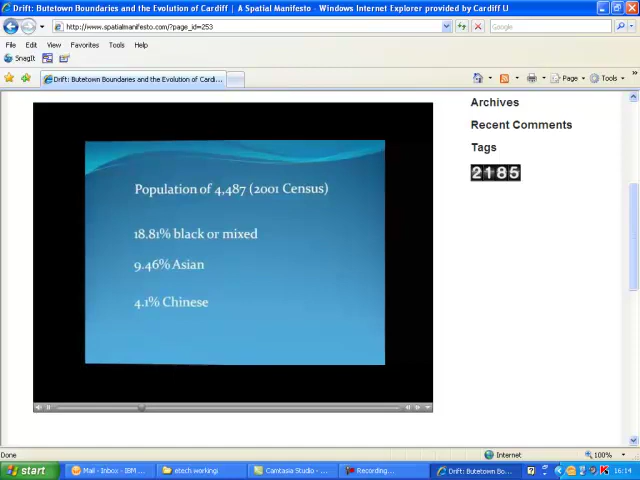 Drift: Butetown Boundaries and the Evolution of Cardiff | A Spatial Manifesto - Windows Internet Explorer provided by Cardiff U
http://www.spatialmanifesto.com/?page_id=253
File Edit View Favorites Tools Help
SnagIt
Drift: Butetown Boundaries and the Evolution of Cardi...
Page Tools
Archives
Recent Comments
Tags
2185
Population of 4,487 (2001 Census)
18.81% black or mixed
9.46% Asian
4.1% Chinese
Done Internet 100%
start Mail - Inbox - IBM ... etech workingj Camtasia Studio - ... Recording... Drift: Butetown Bo... 16:14